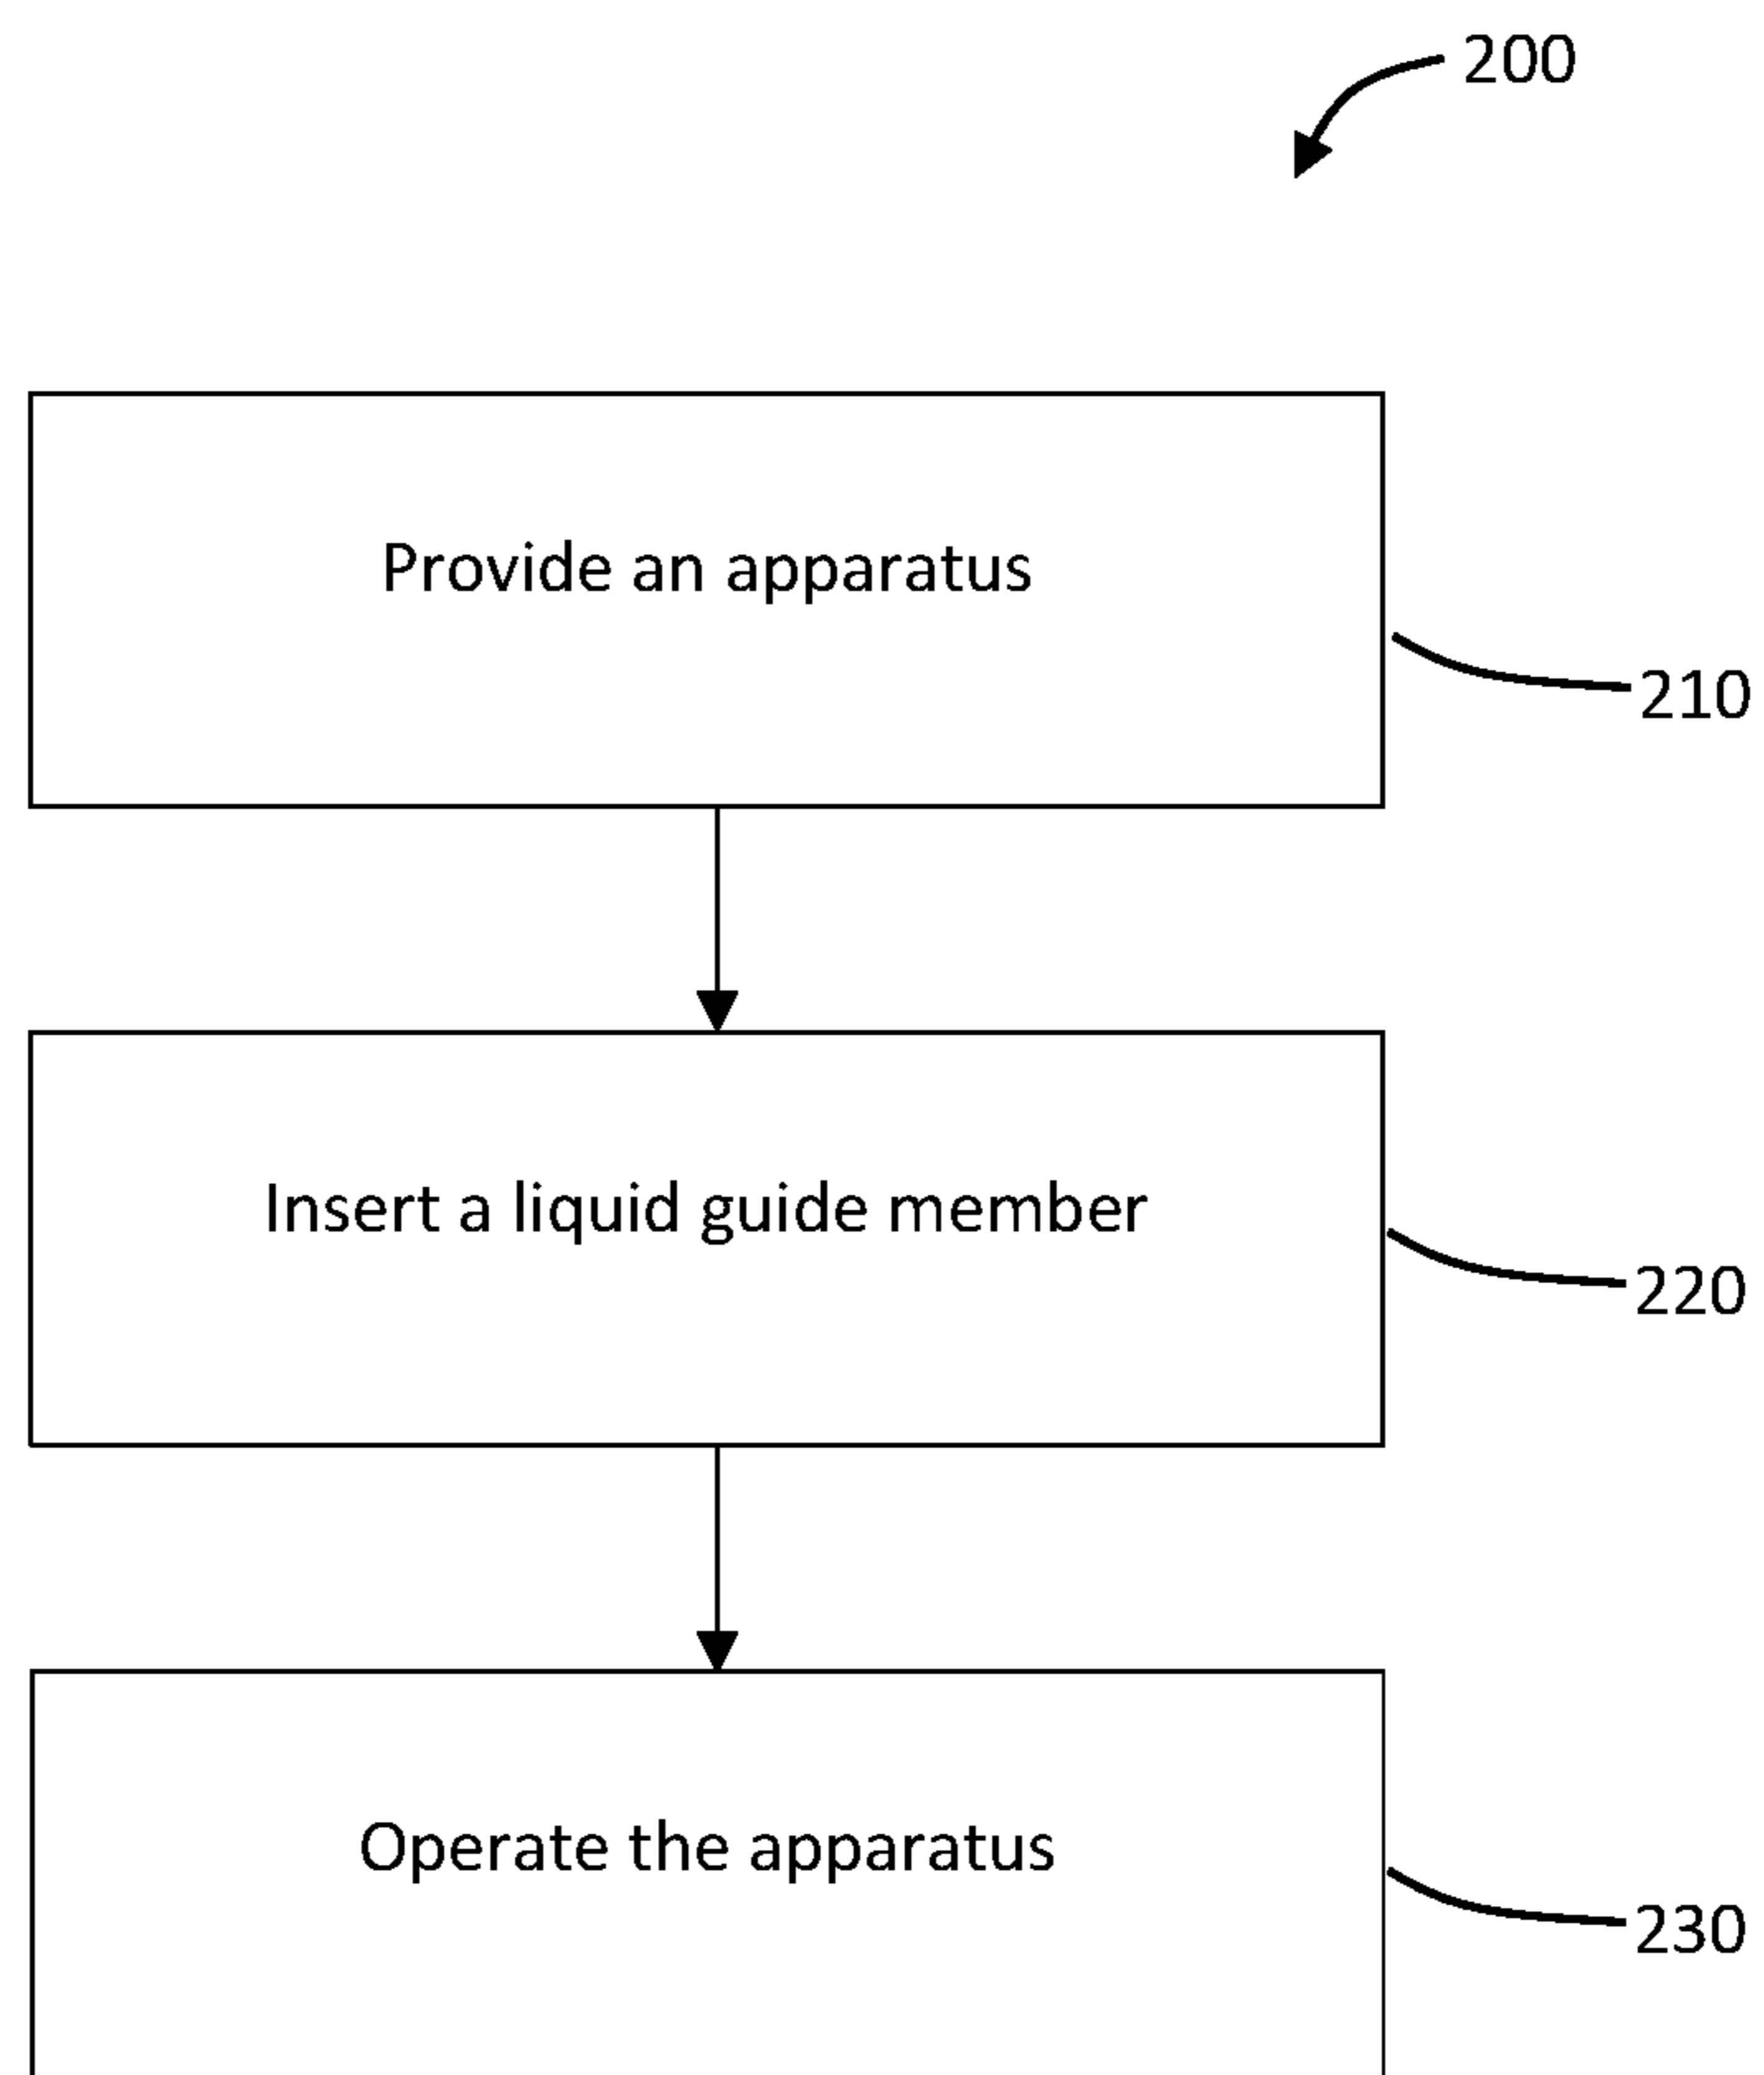 200
Provide an apparatus
210
Insert a liquid guide member
220
Operate the apparatus
230